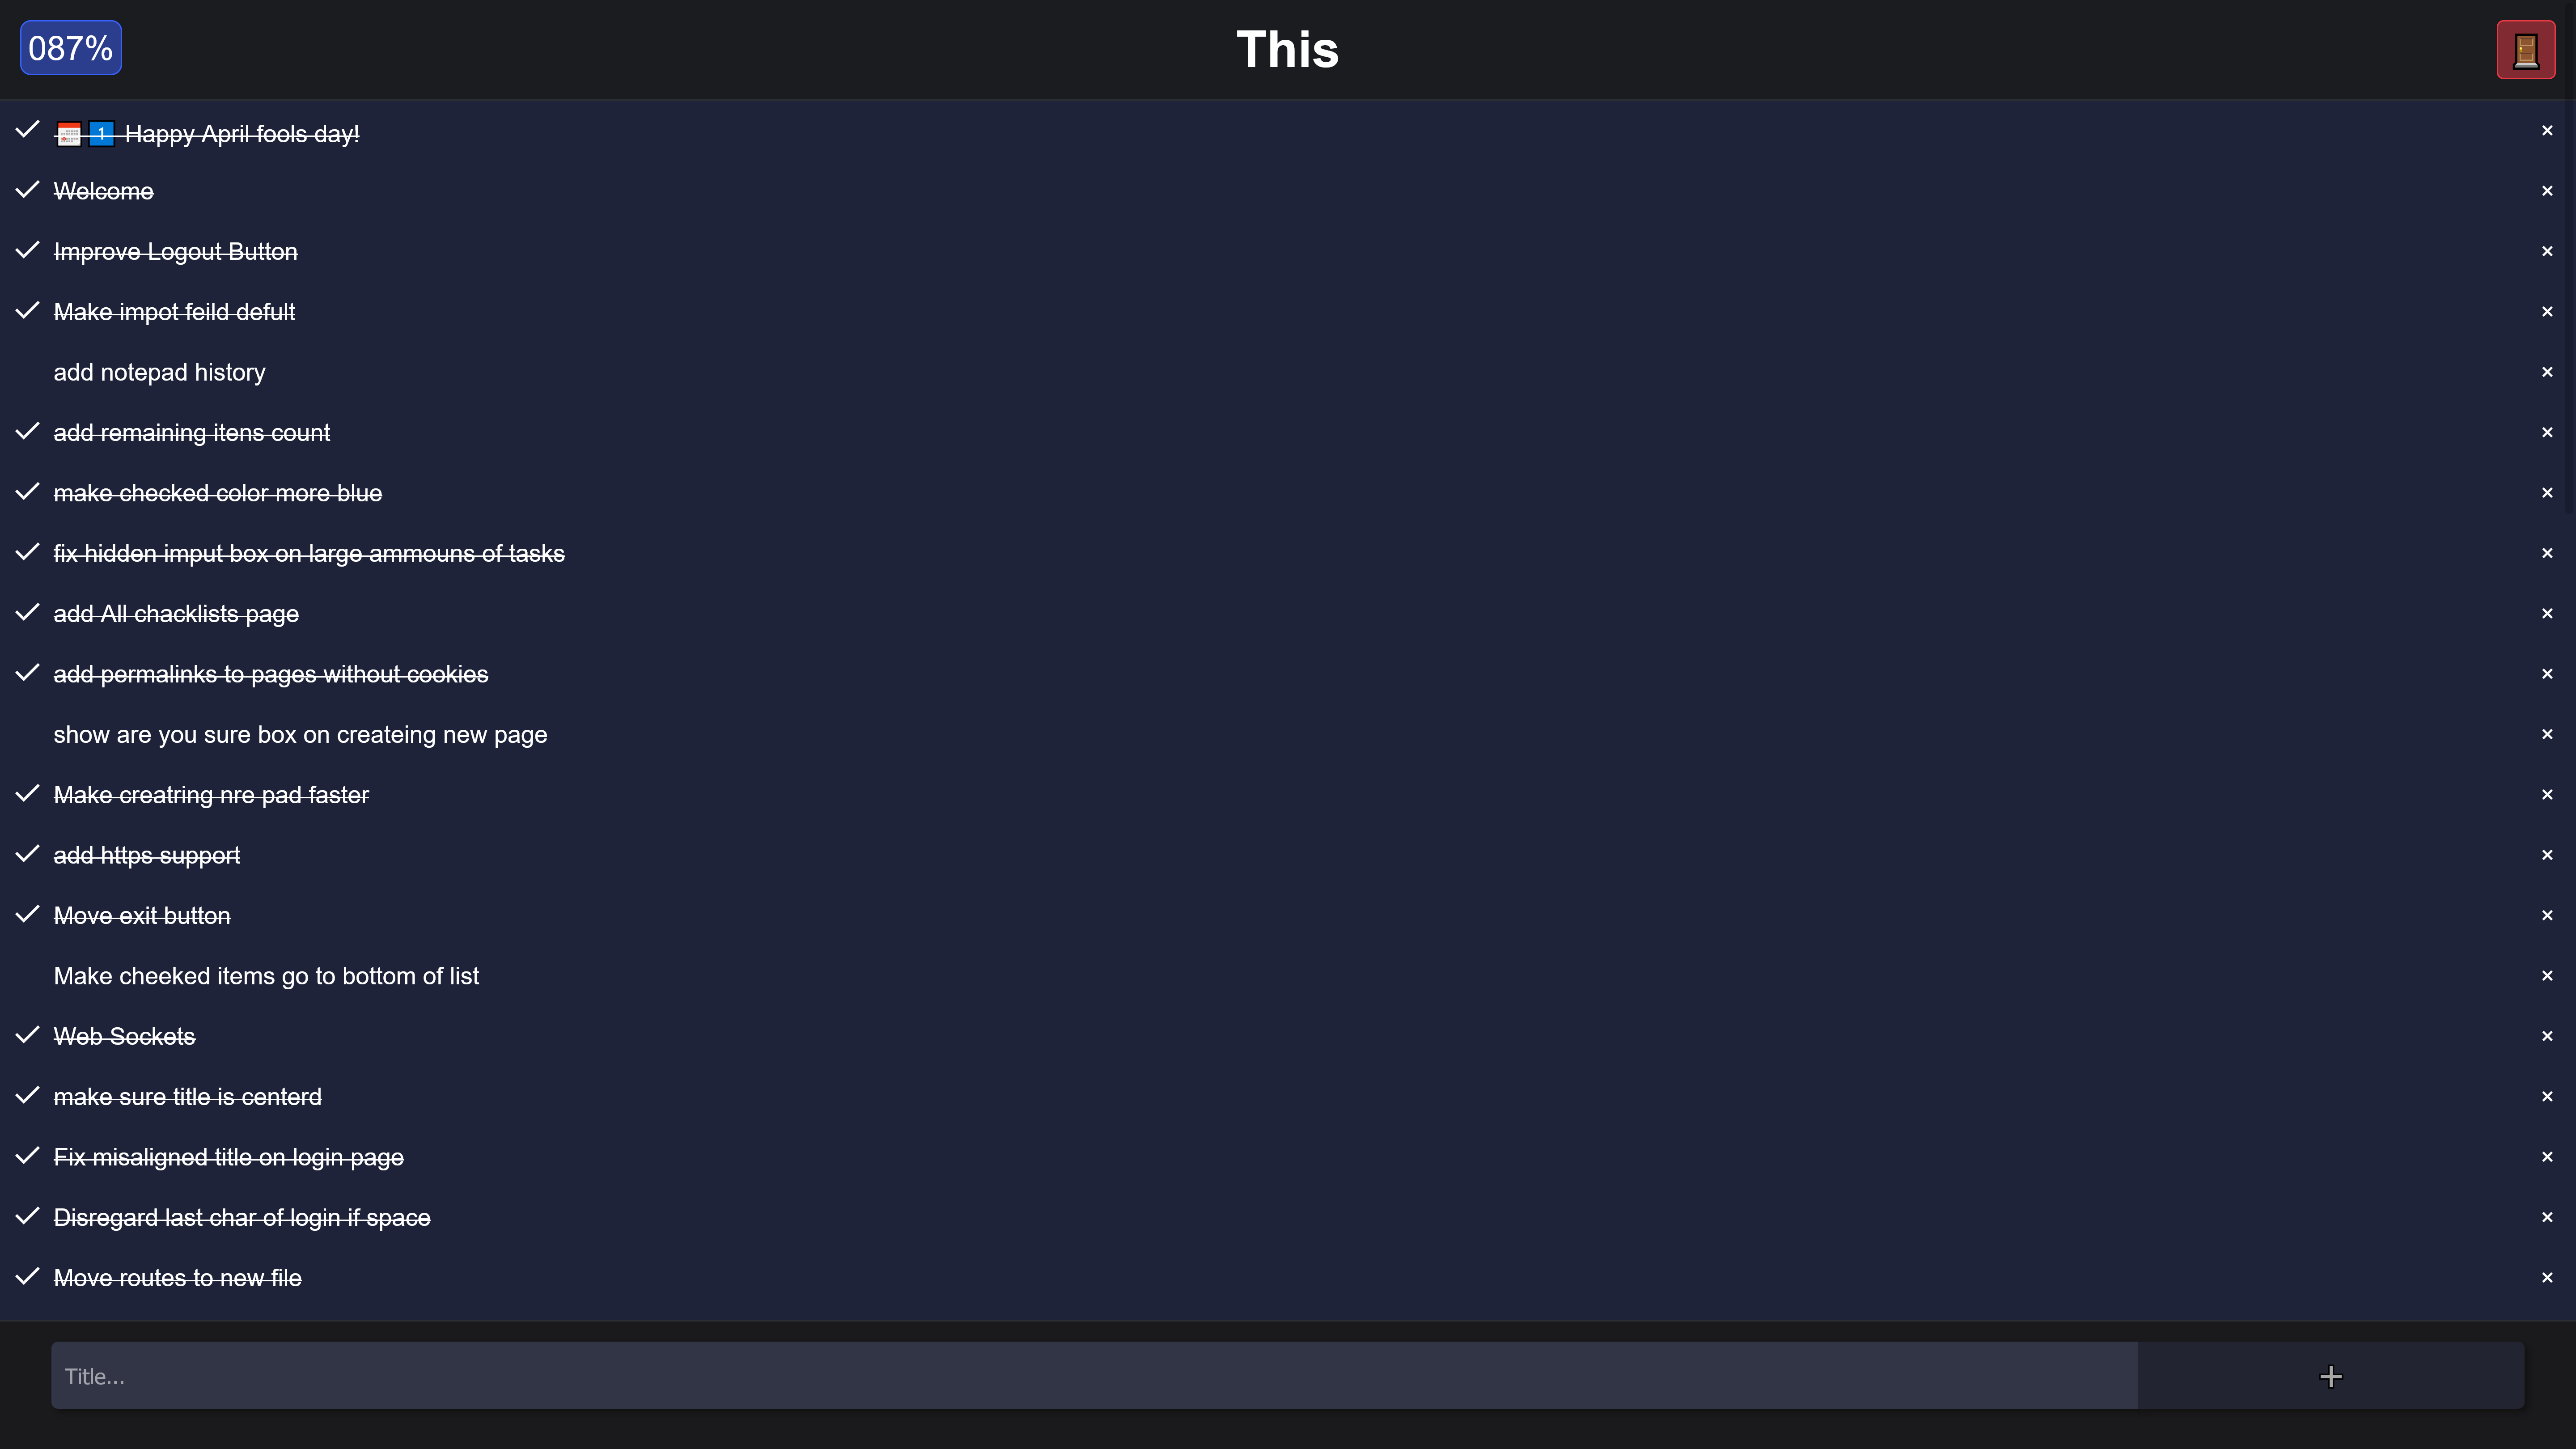 087%
This
📅1️⃣ Happy April fools day!
Welcome
Improve Logout Button
Make impot feild defult
add notepad history
add remaining itens count
make checked color more blue
fix hidden imput box on large ammouns of tasks
add All chacklists page
add permalinks to pages without cookies
show are you sure box on createing new page
Make creatring nre pad faster
add https support
Move exit button
Make cheeked items go to bottom of list
Web Sockets
make sure title is centerd
Fix misaligned title on login page
Disregard last char of login if space
Move routes to new file
Title...